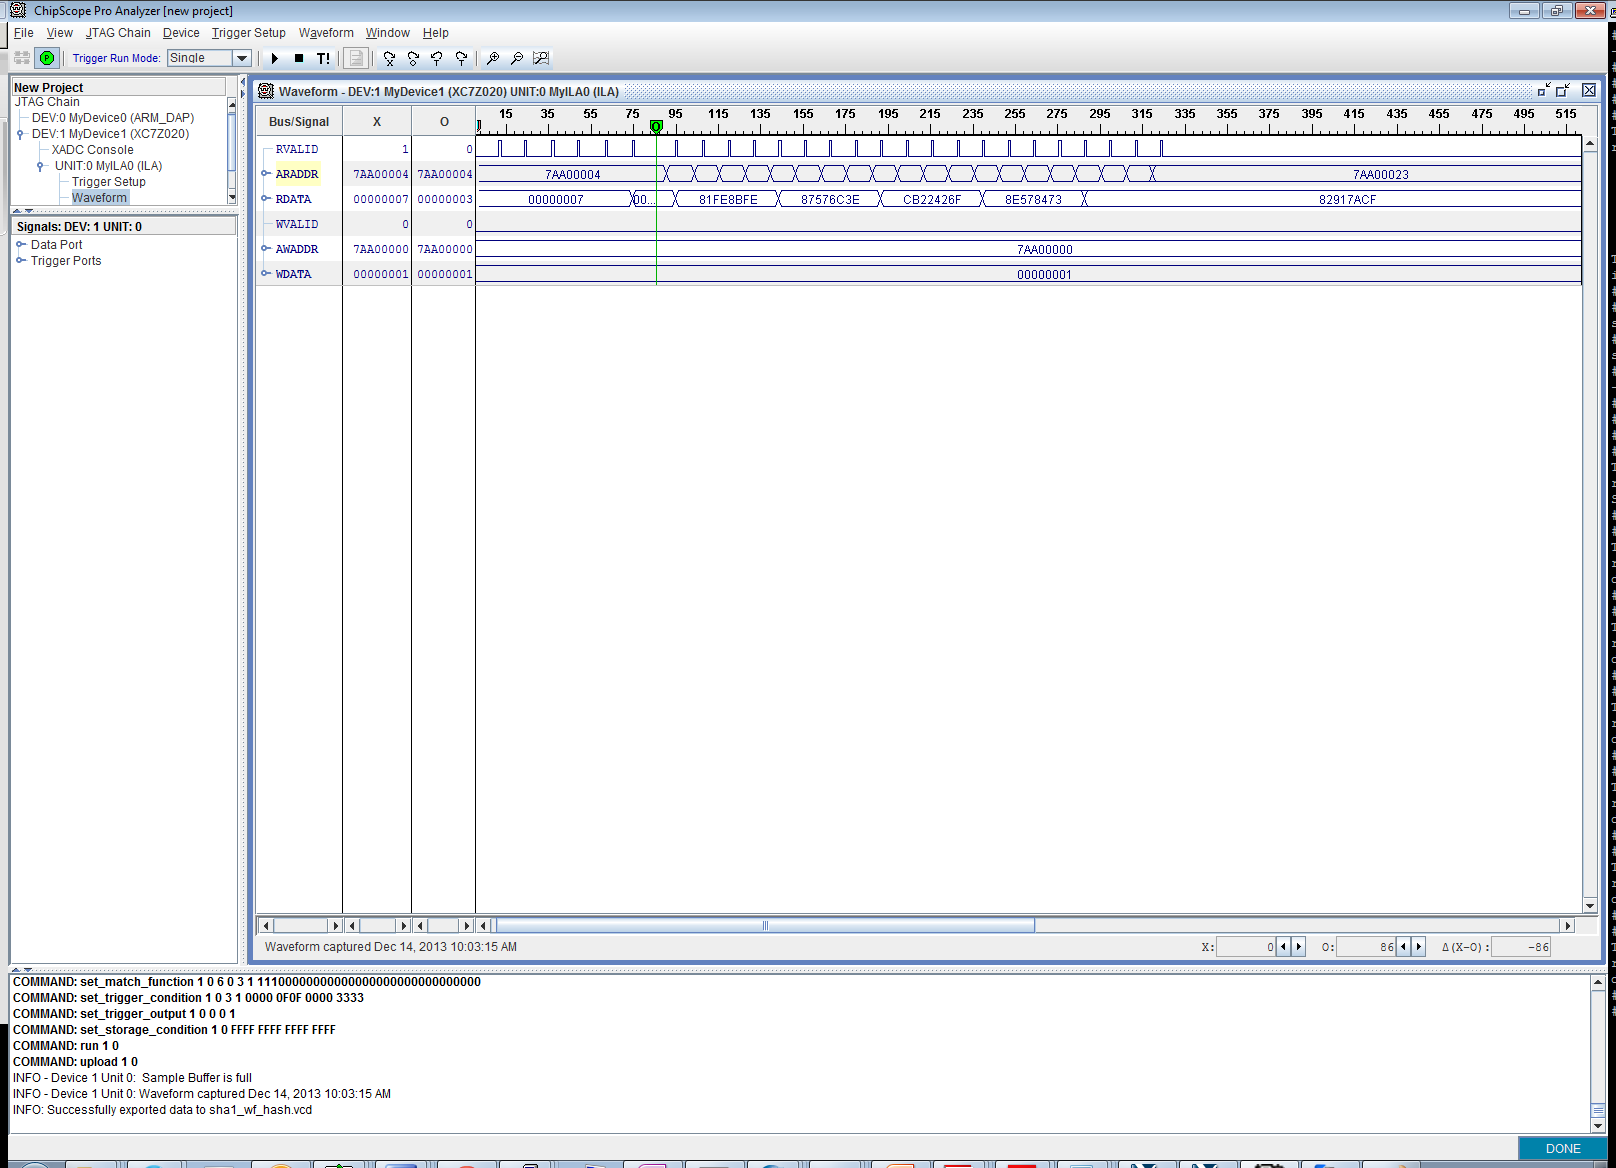 ChipScope Pro Analyzer [new project]
File View JTAG Chain Device Trigger Setup Waveform Window Help
Trigger Run Mode: Single T!
New Project
JTAG Chain
DEV:0 MyDevice0 (ARM_DAP)
DEV:1 MyDevice1 (XC7Z020)
XADC Console
UNIT:0 MyILA0 (ILA)
Trigger Setup
Waveform
Signals: DEV: 1 UNIT: 0
Data Port
Trigger Ports
Waveform - DEV:1 MyDevice1 (XC7Z020) UNIT:0 MyILA0 (ILA)
Bus/Signal X O 15 35 55 75 95 115 135 155 175 195 215 235 255 275 295 315 335 355 375 395 415 435 455 475 495 515
RVALID 1 0
ARADDR 7AA00004 7AA00004 7AA00004 7AA00023
RDATA 00000007 00000003 00000007 00... 81FE8BFE 87576C3E CB22426F 8E578473 82917ACF
WVALID 0 0
AWADDR 7AA00000 7AA00000 7AA00000
WDATA 00000001 00000001 00000001
Waveform captured Dec 14, 2013 10:03:15 AM X: 0 O: 86 Δ(X-O): -86
COMMAND: set_match_function 1 0 6 0 3 1 1110000000000000000000000000000000
COMMAND: set_trigger_condition 1 0 3 1 0000 0F0F 0000 3333
COMMAND: set_trigger_output 1 0 0 0 1
COMMAND: set_storage_condition 1 0 FFFF FFFF FFFF FFFF
COMMAND: run 1 0
COMMAND: upload 1 0
INFO - Device 1 Unit 0: Sample Buffer is full
INFO - Device 1 Unit 0: Waveform captured Dec 14, 2013 10:03:15 AM
INFO: Successfully exported data to sha1_wf_hash.vcd
DONE